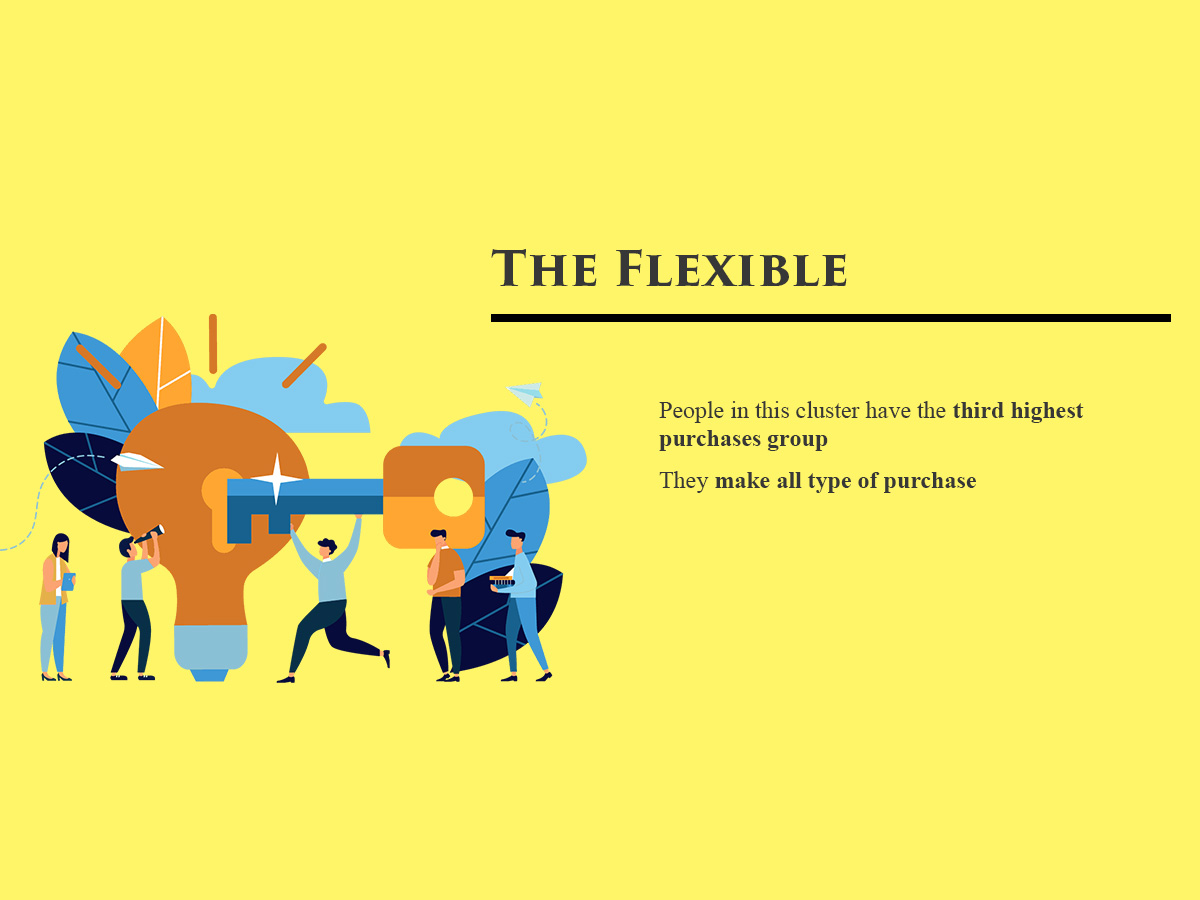 The Flexible
People in this cluster have the third highest
purchases group
They make all type of purchase